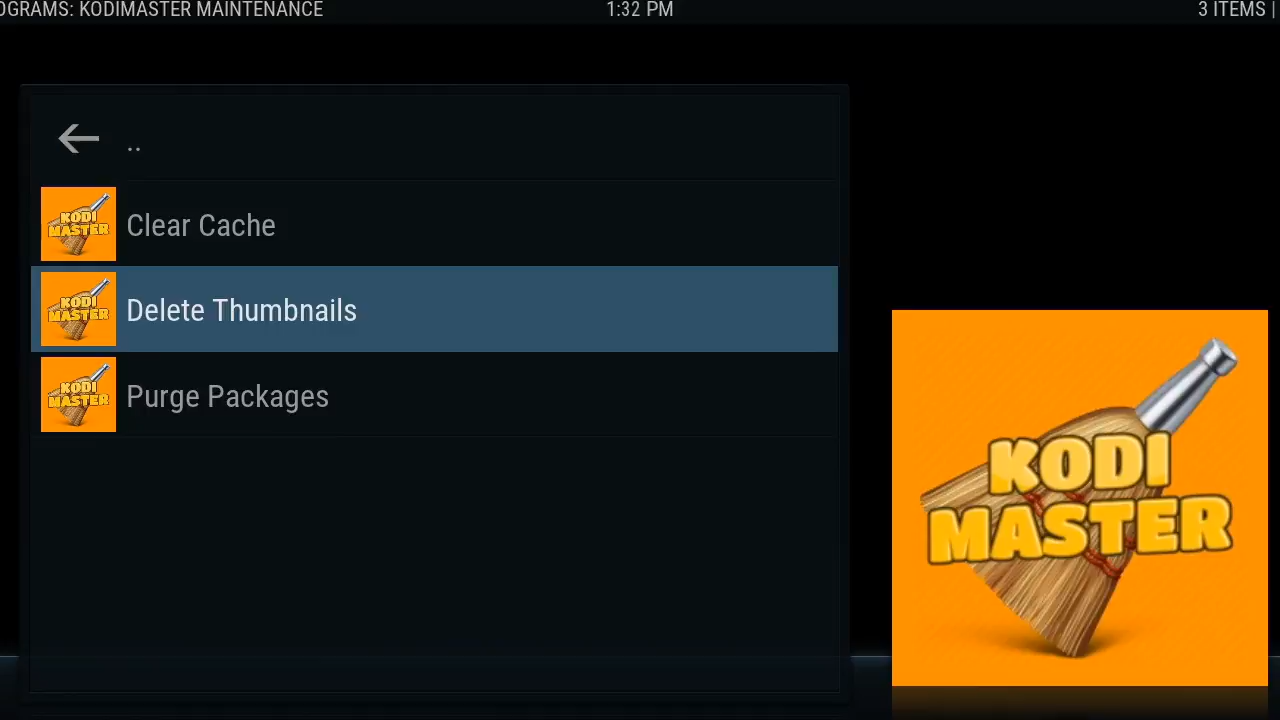 OGRAMS: KODIMASTER MAINTENANCE
1:32 PM
3 ITEMS |
..
KODI
MASTER
Clear Cache
KODI
MASTER
Delete Thumbnails
KODI
MASTER
Purge Packages
KODI
MASTER